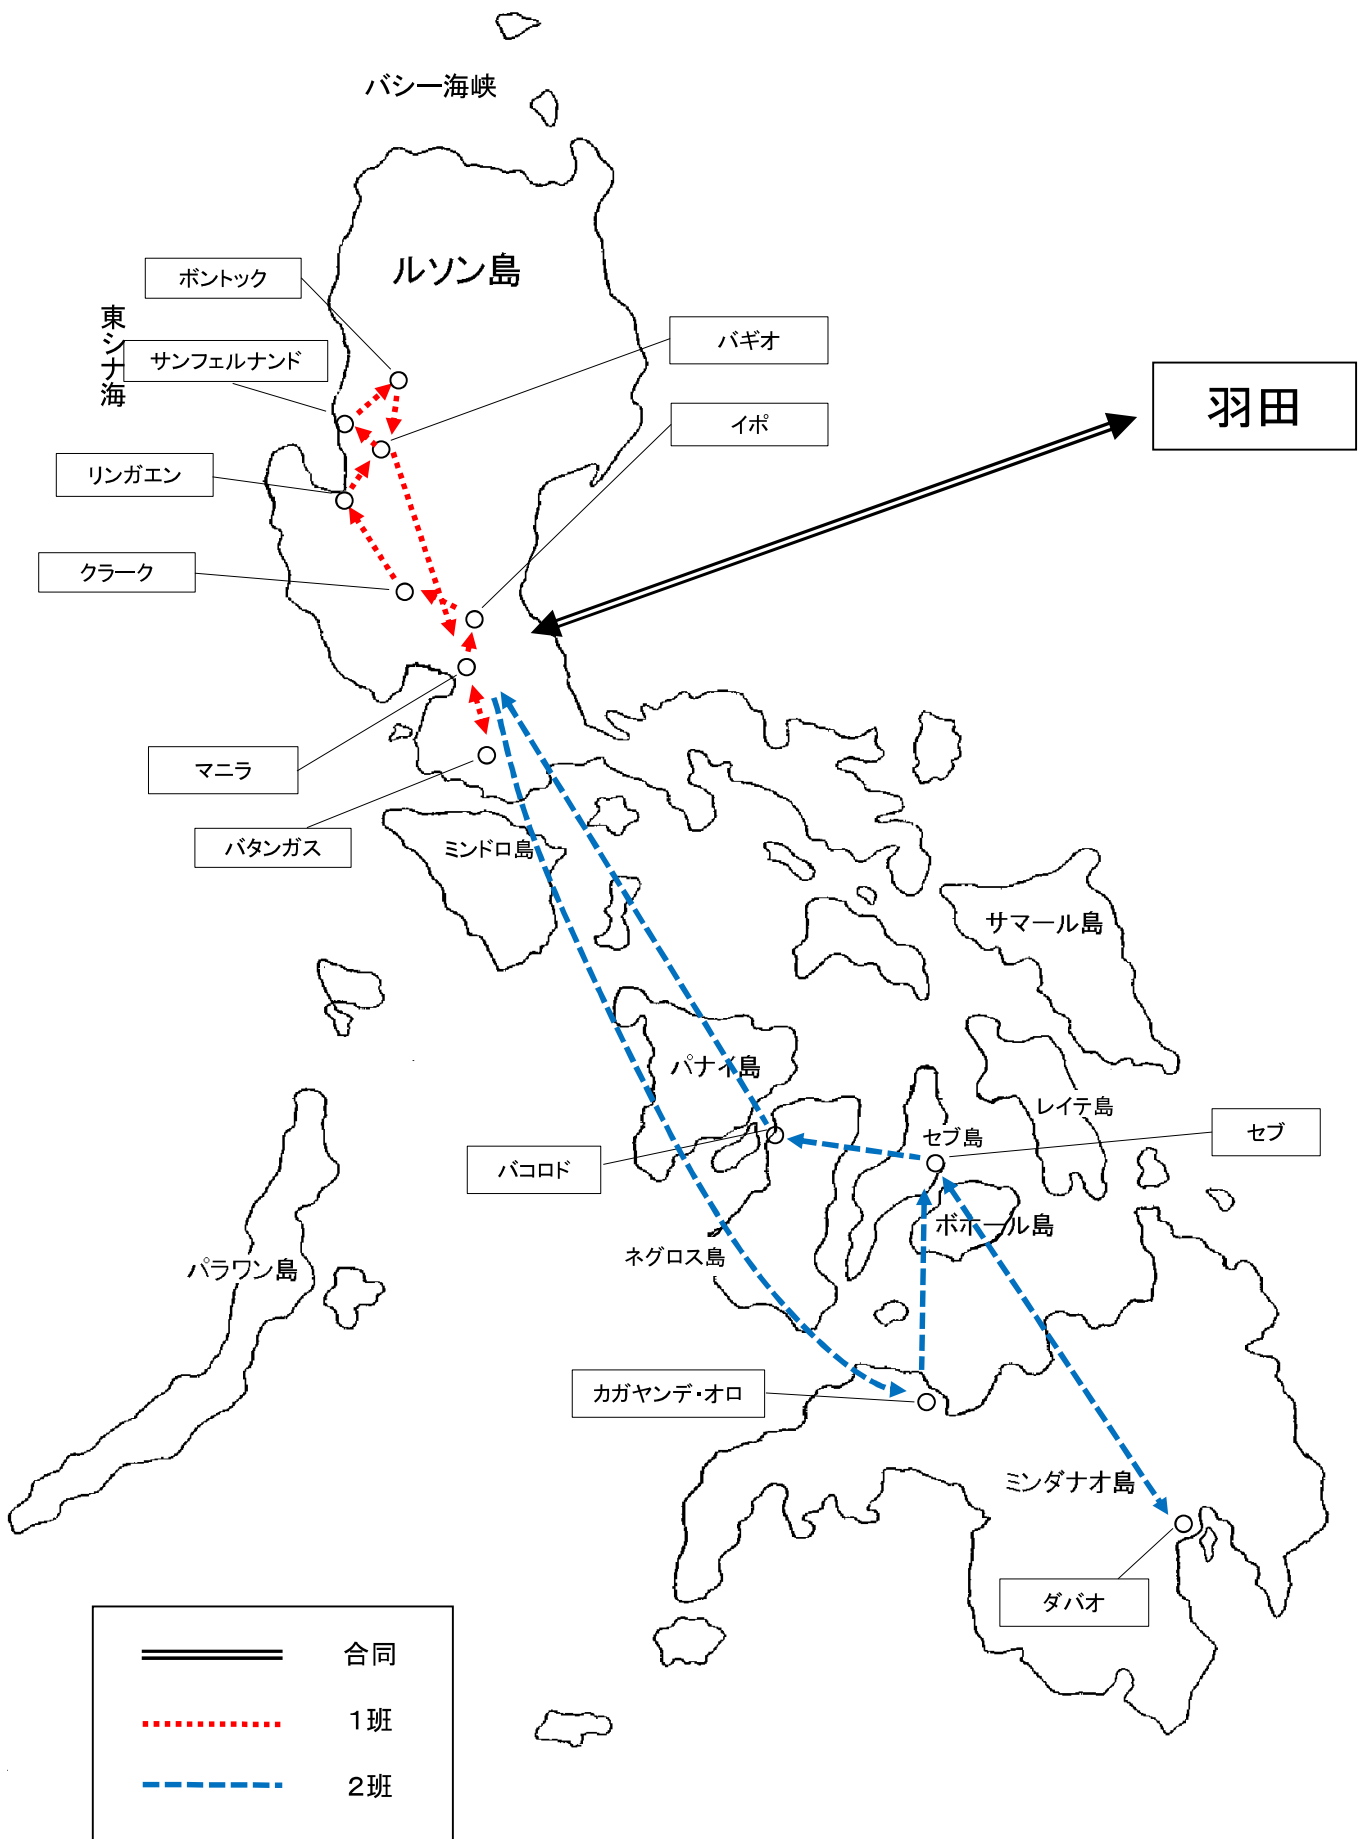 バシー海峡
ルソン島
ボントック
東シナ海
サンフェルナンド
バギオ
羽田
イポ
リンガエン
クラーク
マニラ
バタンガス
ミンドロ島
サマール島
パナイ島
レイテ島
セブ島
セブ
バコロド
ボホール島
ネグロス島
パラワン島
カガヤンデ・オロ
ミンダナオ島
ダバオ
合同
1班
2班